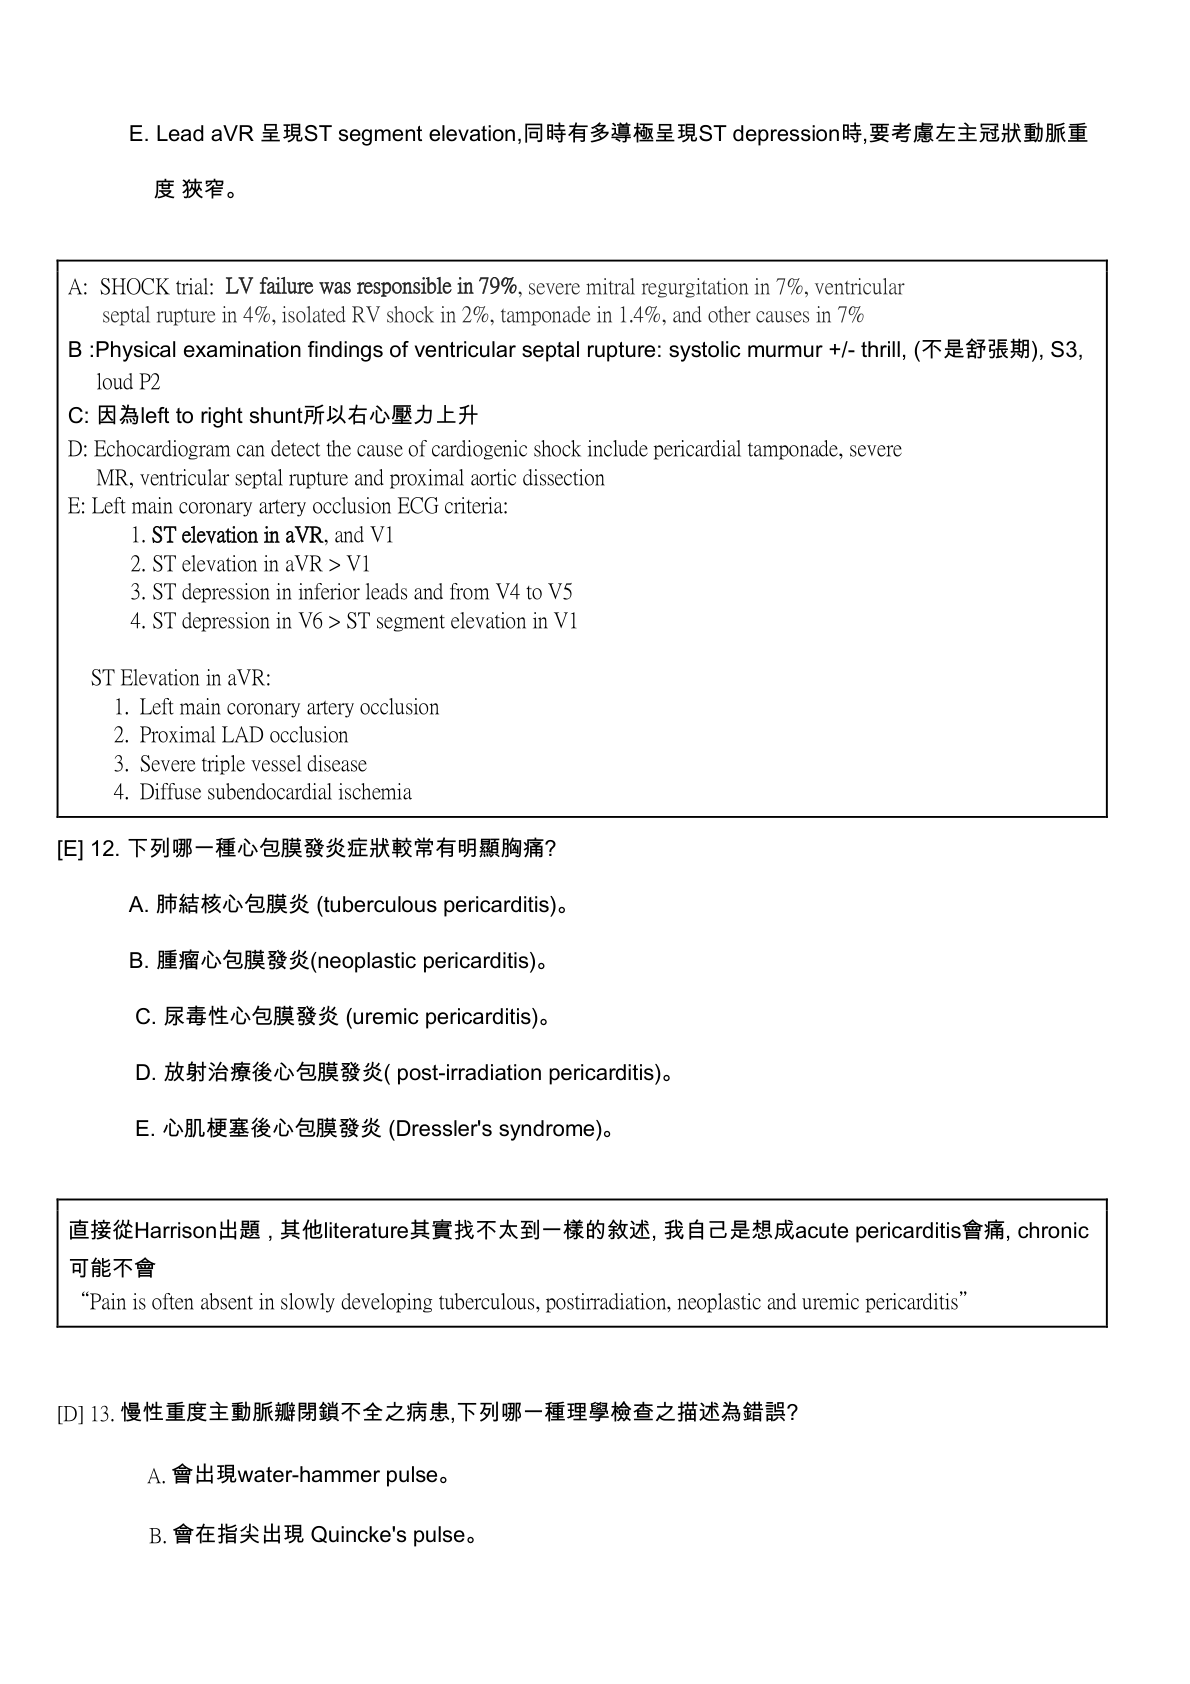 E. Lead aVR 呈現ST segment elevation,同時有多導極呈現ST depression時,要考慮左主冠狀動脈重
度 狹窄。
A: SHOCK trial: LV failure was responsible in 79%, severe mitral regurgitation in 7%, ventricular
septal rupture in 4%, isolated RV shock in 2%, tamponade in 1.4%, and other causes in 7%
B :Physical examination findings of ventricular septal rupture: systolic murmur +/- thrill, (不是舒張期), S3,
loud P2
C: 因為left to right shunt所以右心壓力上升
D: Echocardiogram can detect the cause of cardiogenic shock include pericardial tamponade, severe
MR, ventricular septal rupture and proximal aortic dissection
E: Left main coronary artery occlusion ECG criteria:
1. ST elevation in aVR, and V1
2. ST elevation in aVR > V1
3. ST depression in inferior leads and from V4 to V5
4. ST depression in V6 > ST segment elevation in V1
ST Elevation in aVR:
1. Left main coronary artery occlusion
2. Proximal LAD occlusion
3. Severe triple vessel disease
4. Diffuse subendocardial ischemia
[E] 12. 下列哪一種心包膜發炎症狀較常有明顯胸痛?
A. 肺結核心包膜炎 (tuberculous pericarditis)。
B. 腫瘤心包膜發炎(neoplastic pericarditis)。
C. 尿毒性心包膜發炎 (uremic pericarditis)。
D. 放射治療後心包膜發炎( post-irradiation pericarditis)。
E. 心肌梗塞後心包膜發炎 (Dressler's syndrome)。
直接從Harrison出題 , 其他literature其實找不太到一樣的敘述, 我自己是想成acute pericarditis會痛, chronic
可能不會
“Pain is often absent in slowly developing tuberculous, postirradiation, neoplastic and uremic pericarditis”
[D] 13. 慢性重度主動脈瓣閉鎖不全之病患,下列哪一種理學檢查之描述為錯誤?
A. 會出現water-hammer pulse。
B. 會在指尖出現 Quincke's pulse。